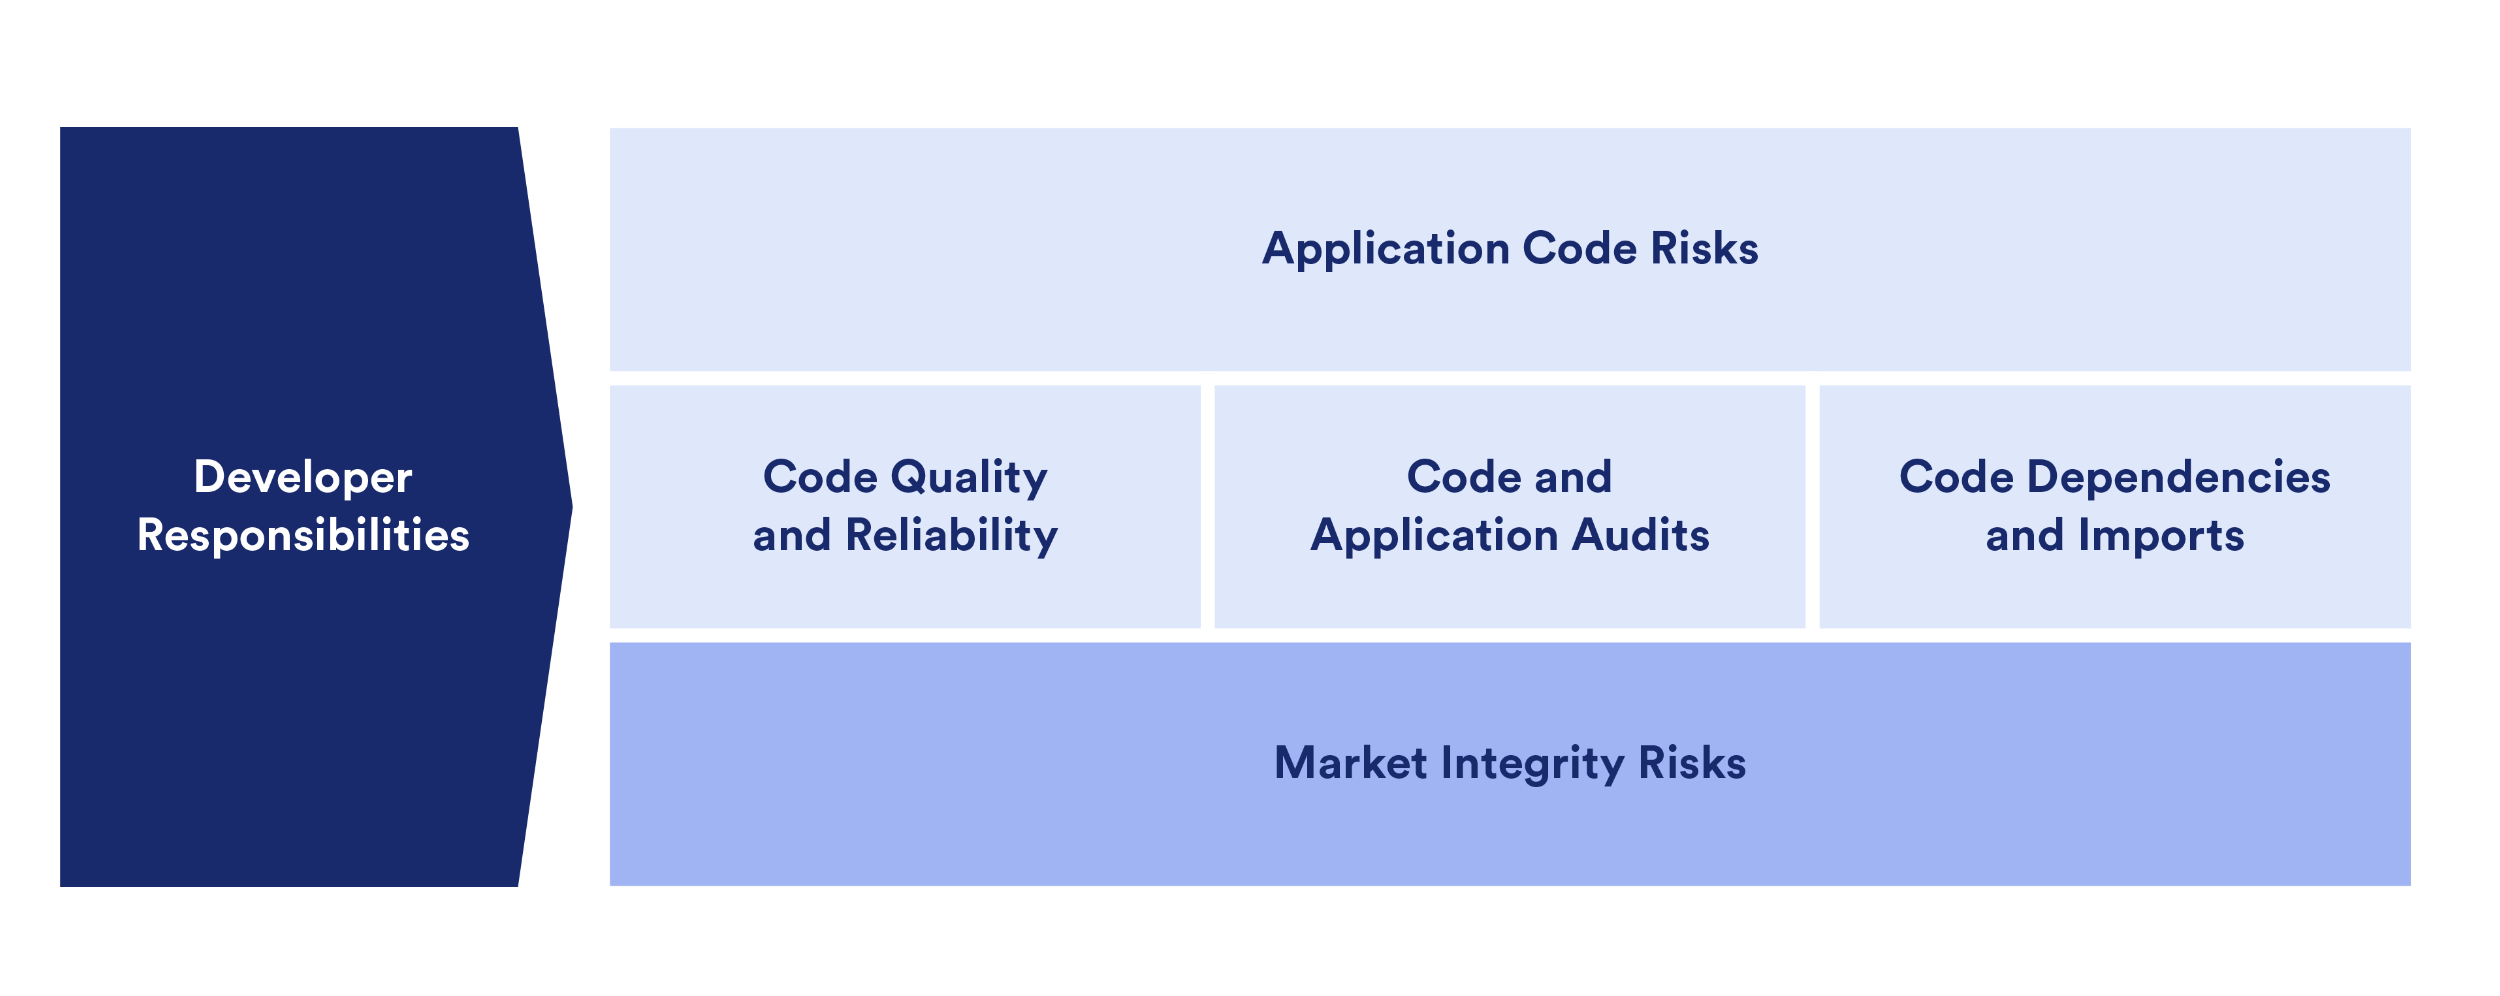 Developer
Responsibilities
Application Code Risks
Code Quality
and Reliability
Code and
Application Audits
Code Dependencies
and Imports
Market Integrity Risks